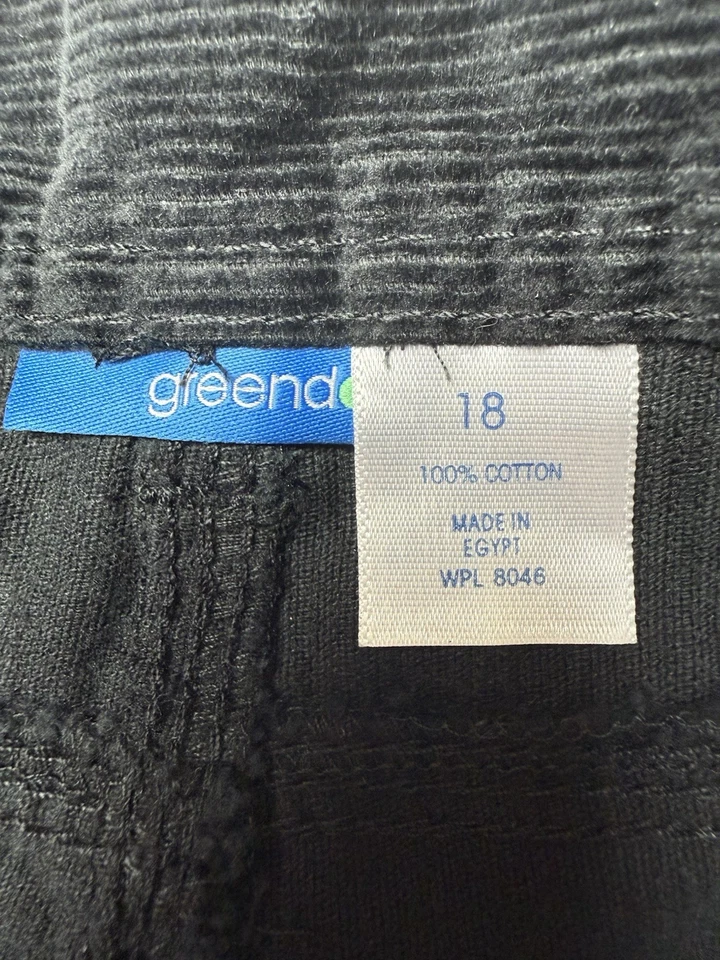 greend
18
100% COTTON
MADE IN
EGYPT
WPL 8046